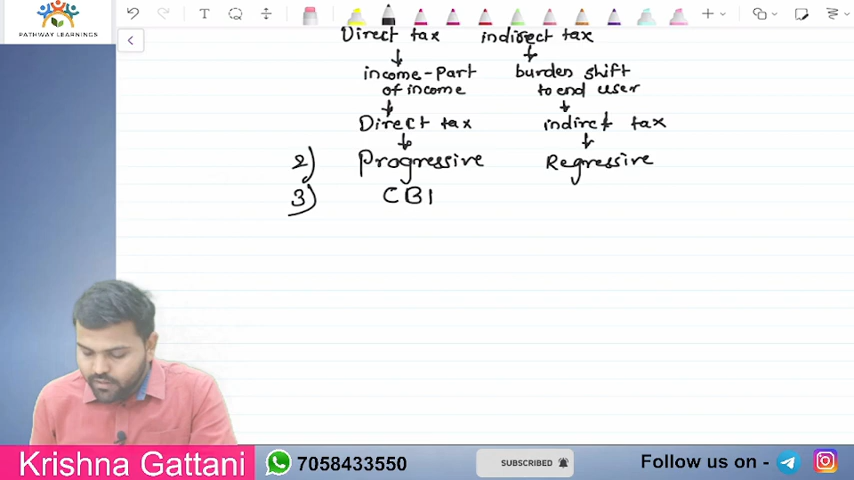 PATHWAY LEARNINGS
T
Direct tax indirect tax
income-Part burden shift
of income to end user
Direct tax indirect tax
2) Progressive Regressive
3) CBI
Krishna Gattani 7058433550 SUBSCRIBED Follow us on -